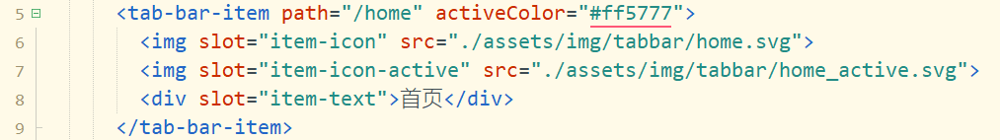 5 <tab-bar-item path="/home" activeColor="#ff5777">
6 <img slot="item-icon" src="./assets/img/tabbar/home.svg">
7 <img slot="item-icon-active" src="./assets/img/tabbar/home_active.svg">
8 <div slot="item-text">首页</div>
9 </tab-bar-item>